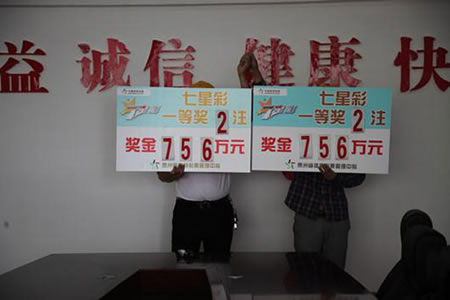 益 诚信 健康 快
七星彩
一等奖2注
奖金756万元
七星彩
一等奖2注
奖金756万元